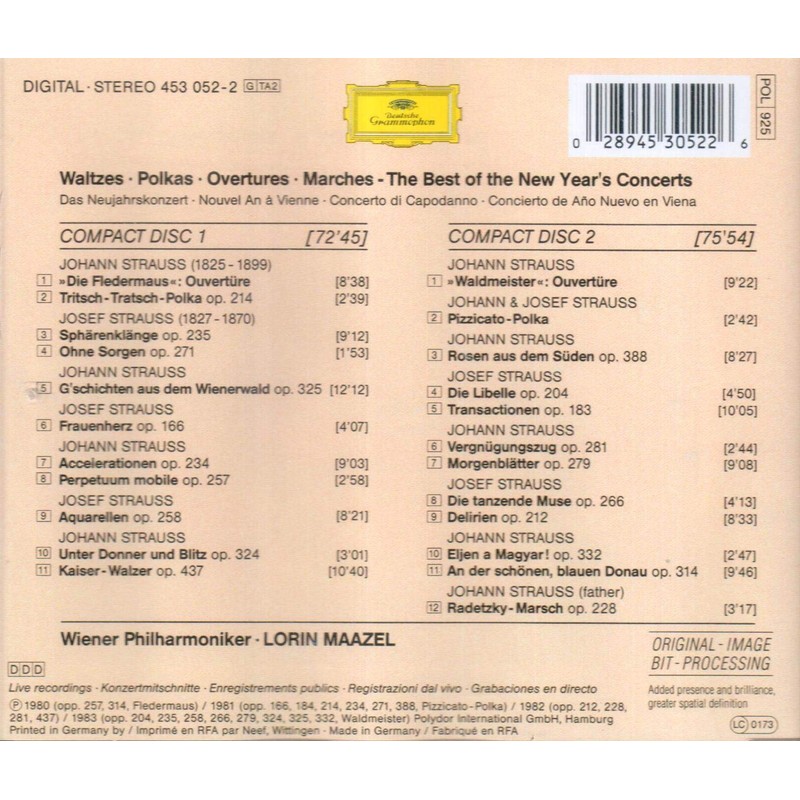 DIGITAL · STEREO 453 052-2 G TA2
Deutsche
Grammophon
0 28945 30522 6
POL 925
Waltzes · Polkas · Overtures · Marches - The Best of the New Year's Concerts
Das Neujahrskonzert · Nouvel An à Vienne · Concerto di Capodanno · Concierto de Año Nuevo en Viena
COMPACT DISC 1 [72'45]
JOHANN STRAUSS (1825 - 1899)
1 »Die Fledermaus«: Ouvertüre [8'38]
2 Tritsch-Tratsch-Polka op. 214 [2'39]
JOSEF STRAUSS (1827 - 1870)
3 Sphärenklänge op. 235 [9'12]
4 Ohne Sorgen op. 271 [1'53]
JOHANN STRAUSS
5 G'schichten aus dem Wienerwald op. 325 [12'12]
JOSEF STRAUSS
6 Frauenherz op. 166 [4'07]
JOHANN STRAUSS
7 Accelerationen op. 234 [9'03]
8 Perpetuum mobile op. 257 [2'58]
JOSEF STRAUSS
9 Aquarellen op. 258 [8'21]
JOHANN STRAUSS
10 Unter Donner und Blitz op. 324 [3'01]
11 Kaiser-Walzer op. 437 [10'40]
COMPACT DISC 2 [75'54]
JOHANN STRAUSS
1 »Waldmeister«: Ouvertüre [9'22]
JOHANN & JOSEF STRAUSS
2 Pizzicato-Polka [2'42]
JOHANN STRAUSS
3 Rosen aus dem Süden op. 388 [8'27]
JOSEF STRAUSS
4 Die Libelle op. 204 [4'50]
5 Transactionen op. 183 [10'05]
JOHANN STRAUSS
6 Vergnügungszug op. 281 [2'44]
7 Morgenblätter op. 279 [9'08]
JOSEF STRAUSS
8 Die tanzende Muse op. 266 [4'13]
9 Delirien op. 212 [8'33]
JOHANN STRAUSS
10 Eljen a Magyar! op. 332 [2'47]
11 An der schönen, blauen Donau op. 314 [9'46]
JOHANN STRAUSS (father)
12 Radetzky-Marsch op. 228 [3'17]
Wiener Philharmoniker · LORIN MAAZEL
DDD
Live recordings · Konzertmitschnitte · Enregistrements publics · Registrazioni dal vivo · Grabaciones en directo
℗ 1980 (opp. 257, 314, Fledermaus) / 1981 (opp. 166, 184, 214, 234, 271, 388, Pizzicato-Polka) / 1982 (opp. 212, 228,
281, 437) / 1983 (opp. 204, 235, 258, 266, 279, 324, 325, 332, Waldmeister) Polydor International GmbH, Hamburg
Printed in Germany by / Imprimé en RFA par Neef, Wittingen · Made in Germany / Fabriqué en RFA
ORIGINAL - IMAGE
BIT - PROCESSING
Added presence and brilliance,
greater spatial definition
LC 0173